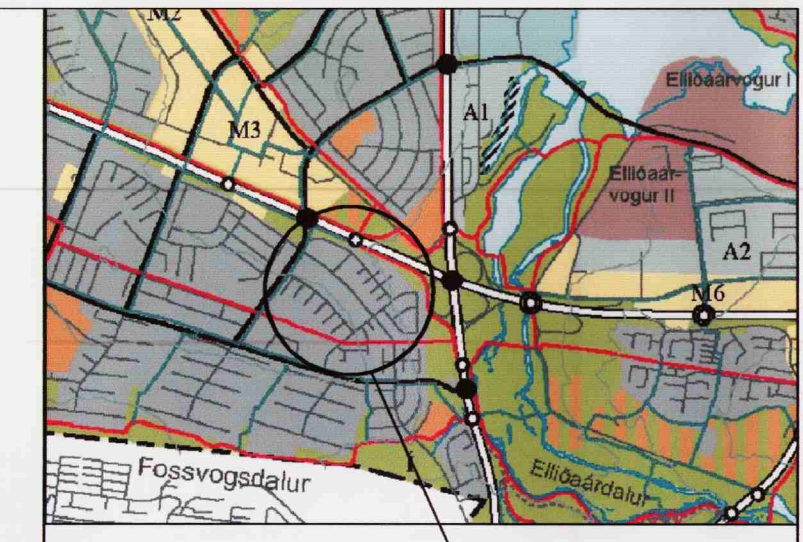 M2
Elliðaárvogur I
A1
M3
Elliðaár-
vogur II
A2
M6
Fossvogsdalur
Elliðaárdalur